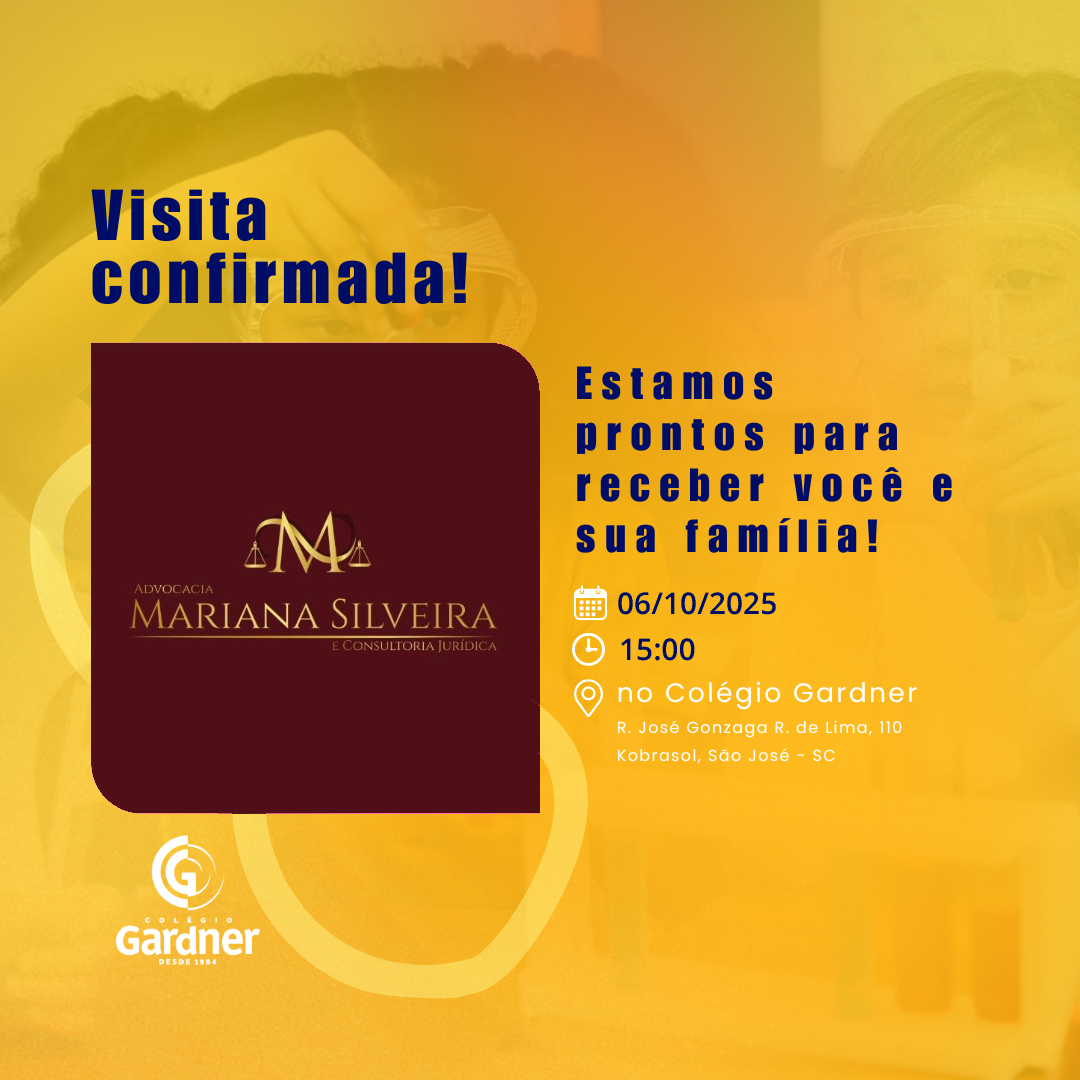 Visita
confirmada!
Estamos
prontos para
receber você e
sua família!
ADVOCACIA
MARIANA SILVEIRA
E CONSULTORIA JURÍDICA
06/10/2025
15:00
no Colégio Gardner
R. José Gonzaga R. de Lima, 110
Kobrasol, São José - SC
COLÉGIO
Gardner
DESDE 1984